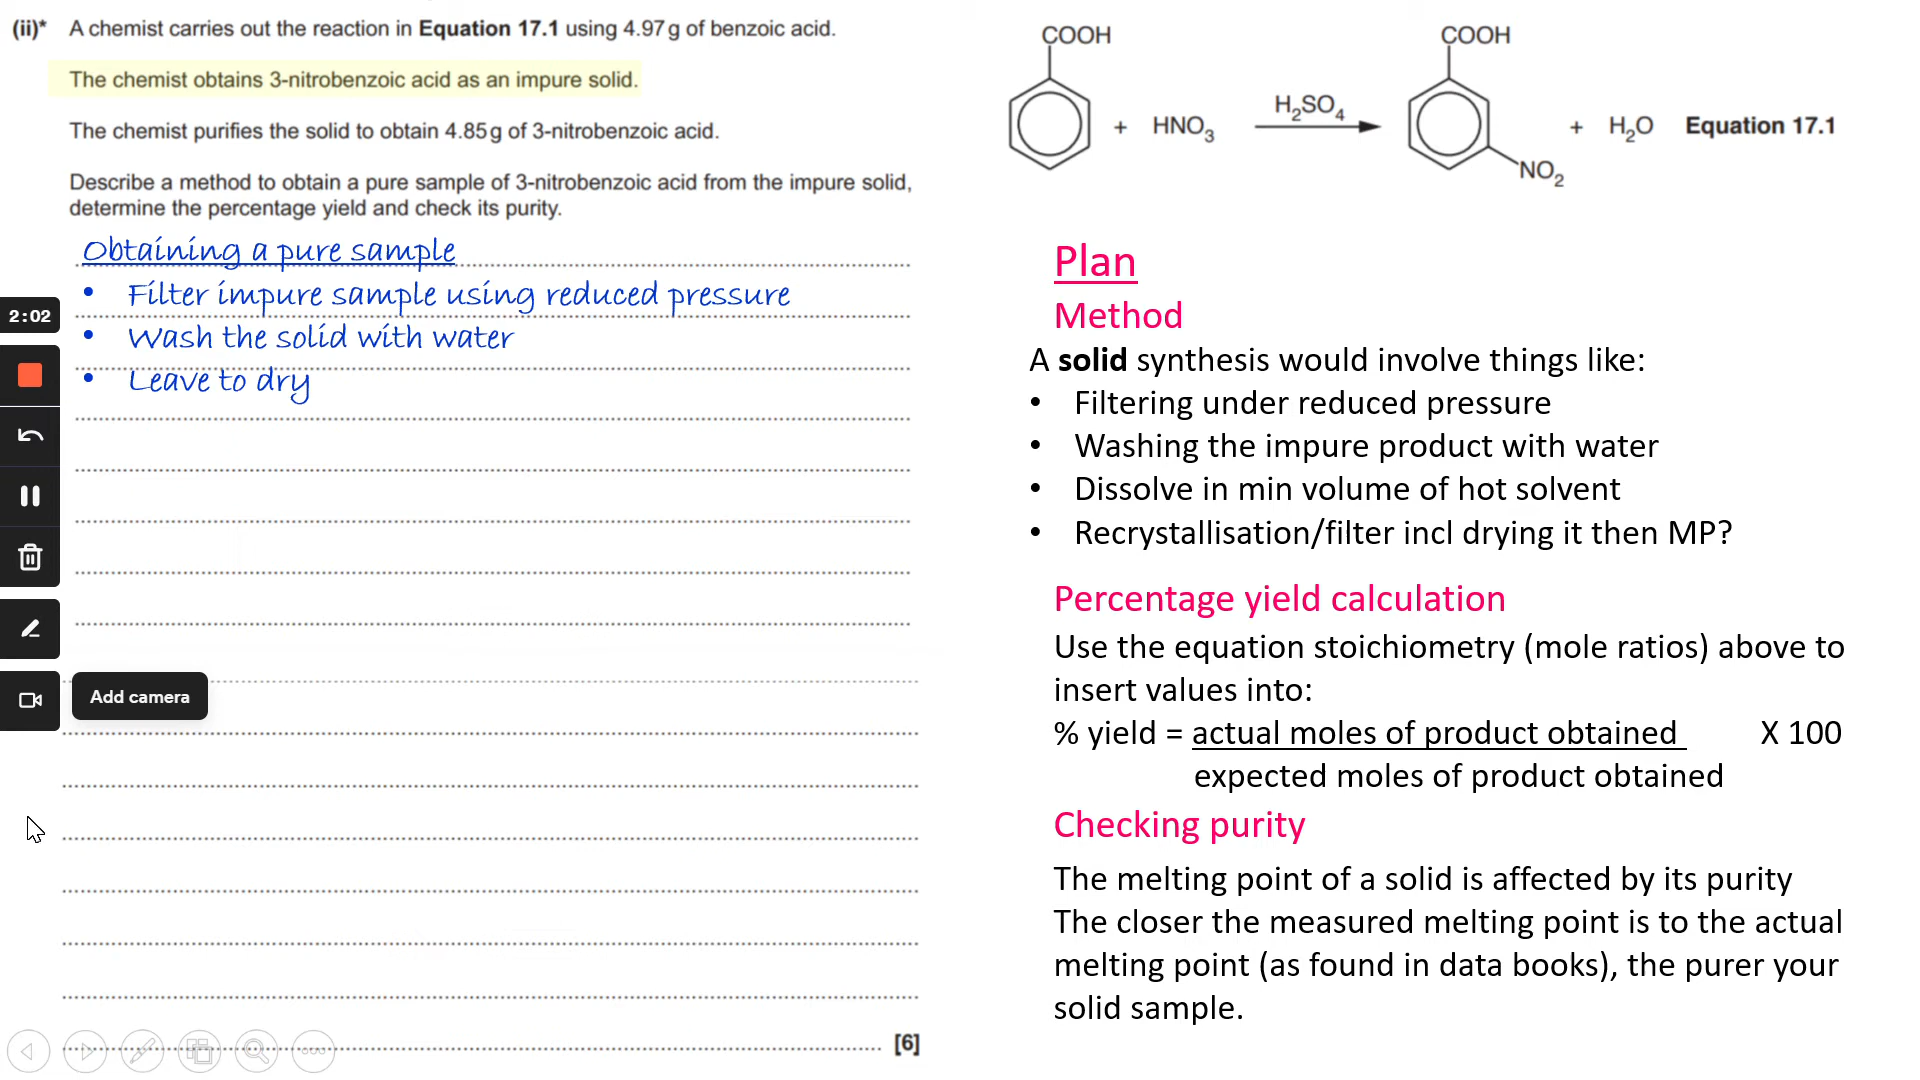 (ii)* A chemist carries out the reaction in Equation 17.1 using 4.97 g of benzoic acid.
The chemist obtains 3-nitrobenzoic acid as an impure solid.
The chemist purifies the solid to obtain 4.85 g of 3-nitrobenzoic acid.
Describe a method to obtain a pure sample of 3-nitrobenzoic acid from the impure solid,
determine the percentage yield and check its purity.
Obtaining a pure sample
• Filter impure sample using reduced pressure
• Wash the solid with water
• Leave to dry
2:02
Add camera
[6]
COOH
COOH
+ HNO3 H2SO4 + H2O Equation 17.1
NO2
Plan
Method
A solid synthesis would involve things like:
• Filtering under reduced pressure
• Washing the impure product with water
• Dissolve in min volume of hot solvent
• Recrystallisation/filter incl drying it then MP?
Percentage yield calculation
Use the equation stoichiometry (mole ratios) above to
insert values into:
% yield = actual moles of product obtained X 100
expected moles of product obtained
Checking purity
The melting point of a solid is affected by its purity
The closer the measured melting point is to the actual
melting point (as found in data books), the purer your
solid sample.